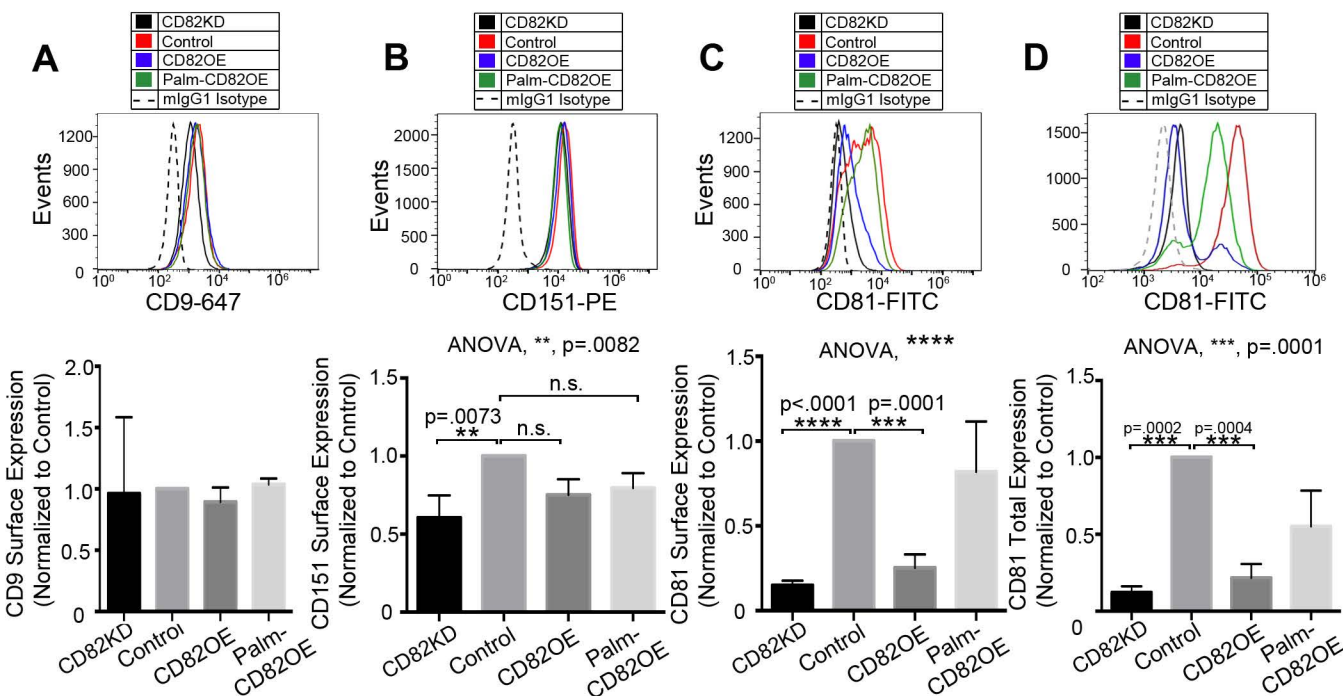 A
CD82KD
Control
CD82OE
Palm-CD82OE
mIgG1 Isotype
Events
1200
900
600
300
0
10^2 10^4 10^6
CD9-647
CD9 Surface Expression
(Normalized to Control)
2.0
1.5
1.0
0.5
0
CD82KD
Control
CD82OE
Palm-
CD82OE
B
CD82KD
Control
CD82OE
Palm-CD82OE
mIgG1 Isotype
Events
2000
1500
1000
500
0
10^2 10^4 10^6
CD151-PE
ANOVA, **, p=.0082
CD151 Surface Expression
(Normalized to Cnntrol)
1.5
1.0
0.5
0
p=.0073
**
n.s.
n.s.
CD82KD
Control
CD82OE
Palm-
CD82OE
C
CD82KD
Control
CD82OE
Palm-CD82OE
mIgG1 Isotype
Events
1200
900
600
300
0
10^0 10^2 10^4 10^6
CD81-FITC
ANOVA, ****
CD81 Surface Expression
(Normalized to Control)
1.5
1.0
0.5
0
p<.0001
****
p=.0001
***
CD82KD
Control
CD82OE
Palm-
CD82OE
D
CD82KD
Control
CD82OE
Palm-CD82OE
mIgG1 Isotype
1500
1000
500
0
10^2 10^3 10^4 10^5 10^6
CD81-FITC
ANOVA, ***, p=.0001
CD81 Total Expression
(Normalized to Control)
1.5
1.0
0.5
0
p=.0002
***
p=.0004
***
CD82KD
Control
CD82OE
Palm-
CD82OE